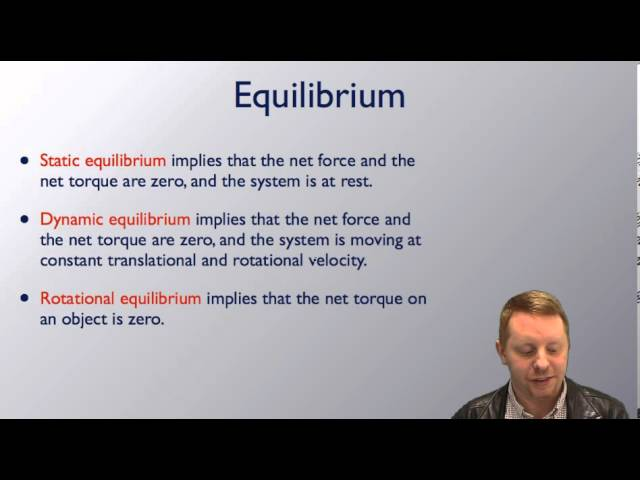 Equilibrium
• Static equilibrium implies that the net force and the
net torque are zero, and the system is at rest.
• Dynamic equilibrium implies that the net force and
the net torque are zero, and the system is moving at
constant translational and rotational velocity.
• Rotational equilibrium implies that the net torque on
an object is zero.